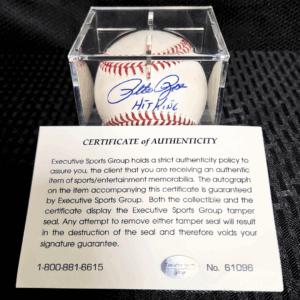 Pete Rose
HIT KING
CERTIFICATE of AUTHENTICITY
Executive Sports Group holds a strict authenticity policy to
assure you, the client that you are receiving an authentic
item of sports/entertainment memorabilia. The autograph
on the item accompanying this certificate is guaranteed
by Executive Sports Group. Both the collectible and the
certificate display the Executive Sports Group tamper
seal. Any attempt to remove either tamper seal will result
in the destruction of the seal and therefore voids your
signature guarantee.
1-800-881-8615
No. 61096